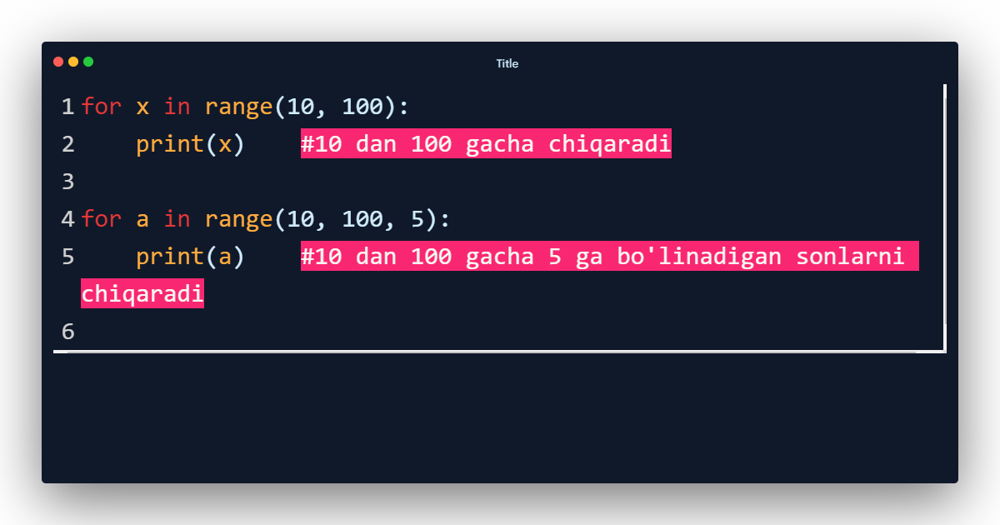 Title
1 for x in range(10, 100):
2     print(x)    #10 dan 100 gacha chiqaradi
3
4 for a in range(10, 100, 5):
5     print(a)    #10 dan 100 gacha 5 ga bo'linadigan sonlarni
chiqaradi
6